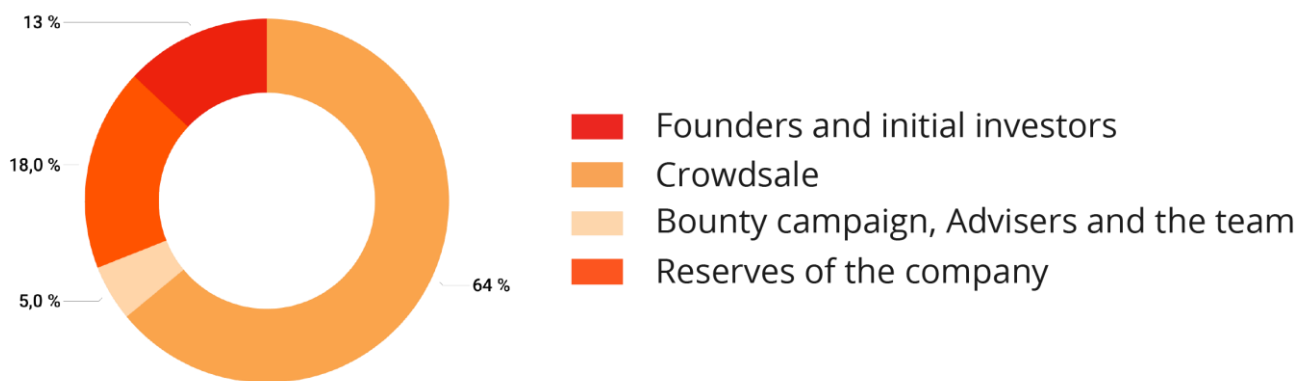 13 %
18,0 %
5,0 %
64 %
Founders and initial investors
Crowdsale
Bounty campaign, Advisers and the team
Reserves of the company